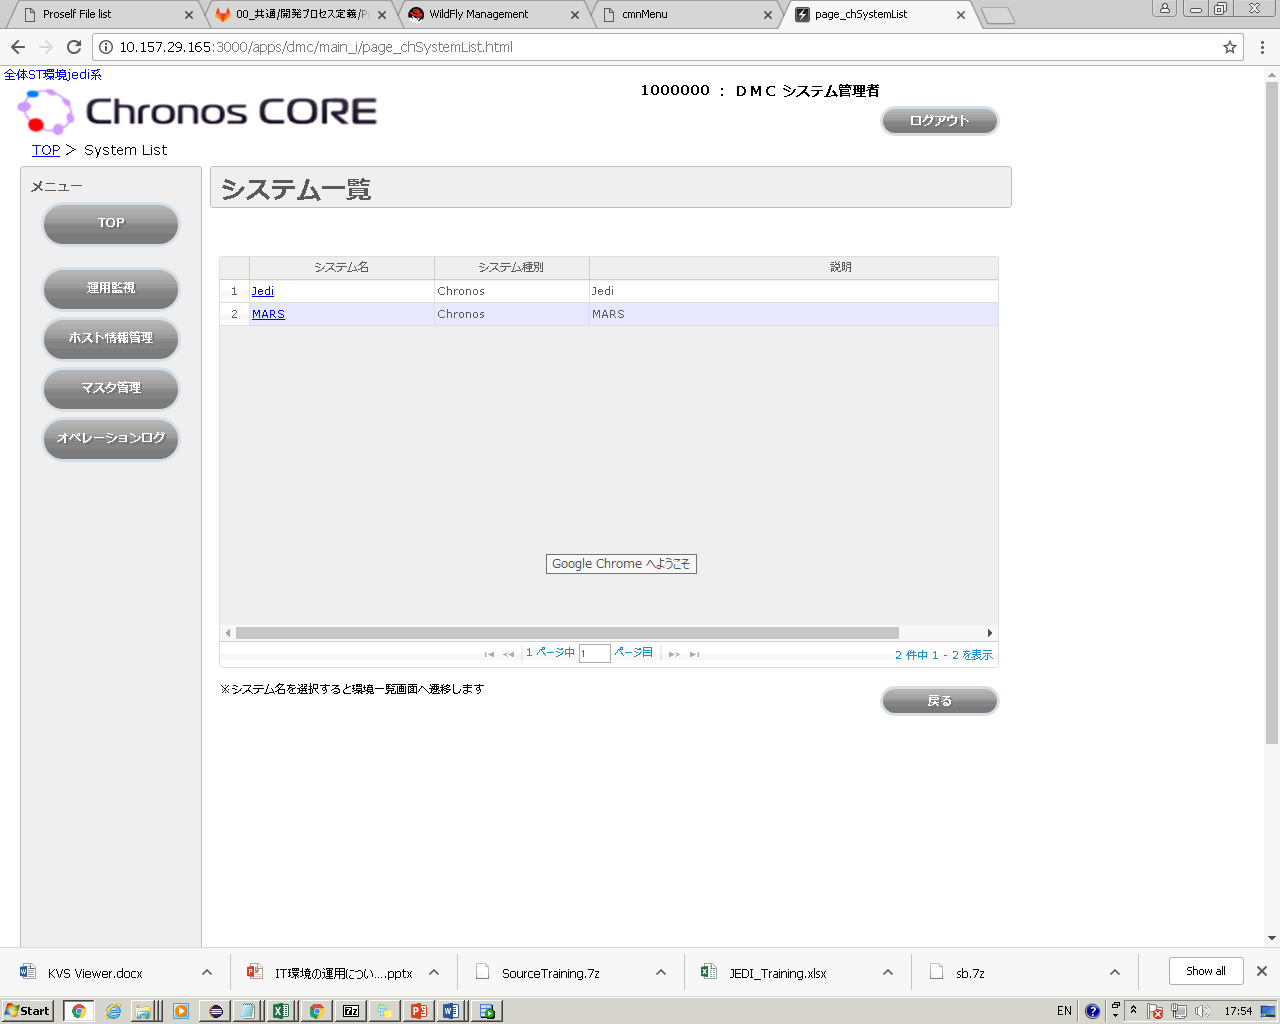 Proself File list
00_共通/開発プロセス定義/P
WildFly Management
cmnMenu
page_chSystemList
10.157.29.165:3000/apps/dmc/main_i/page_chSystemList.html
全体ST環境jedi系
Chronos CORE
1000000 : DMC システム管理者
ログアウト
TOP > System List
メニュー
TOP
運用監視
ホスト情報管理
マスタ管理
オペレーションログ
システム一覧
システム名 システム種別 説明
1 Jedi Chronos Jedi
2 MARS Chronos MARS
Google Chrome へようこそ
1 ページ中 1 ページ目
2 件中 1 - 2 を表示
※システム名を選択すると環境一覧画面へ遷移します
戻る
KVS Viewer.docx
IT環境の運用につい....pptx
SourceTraining.7z
JEDI_Training.xlsx
sb.7z
Show all
Start
EN
17:54